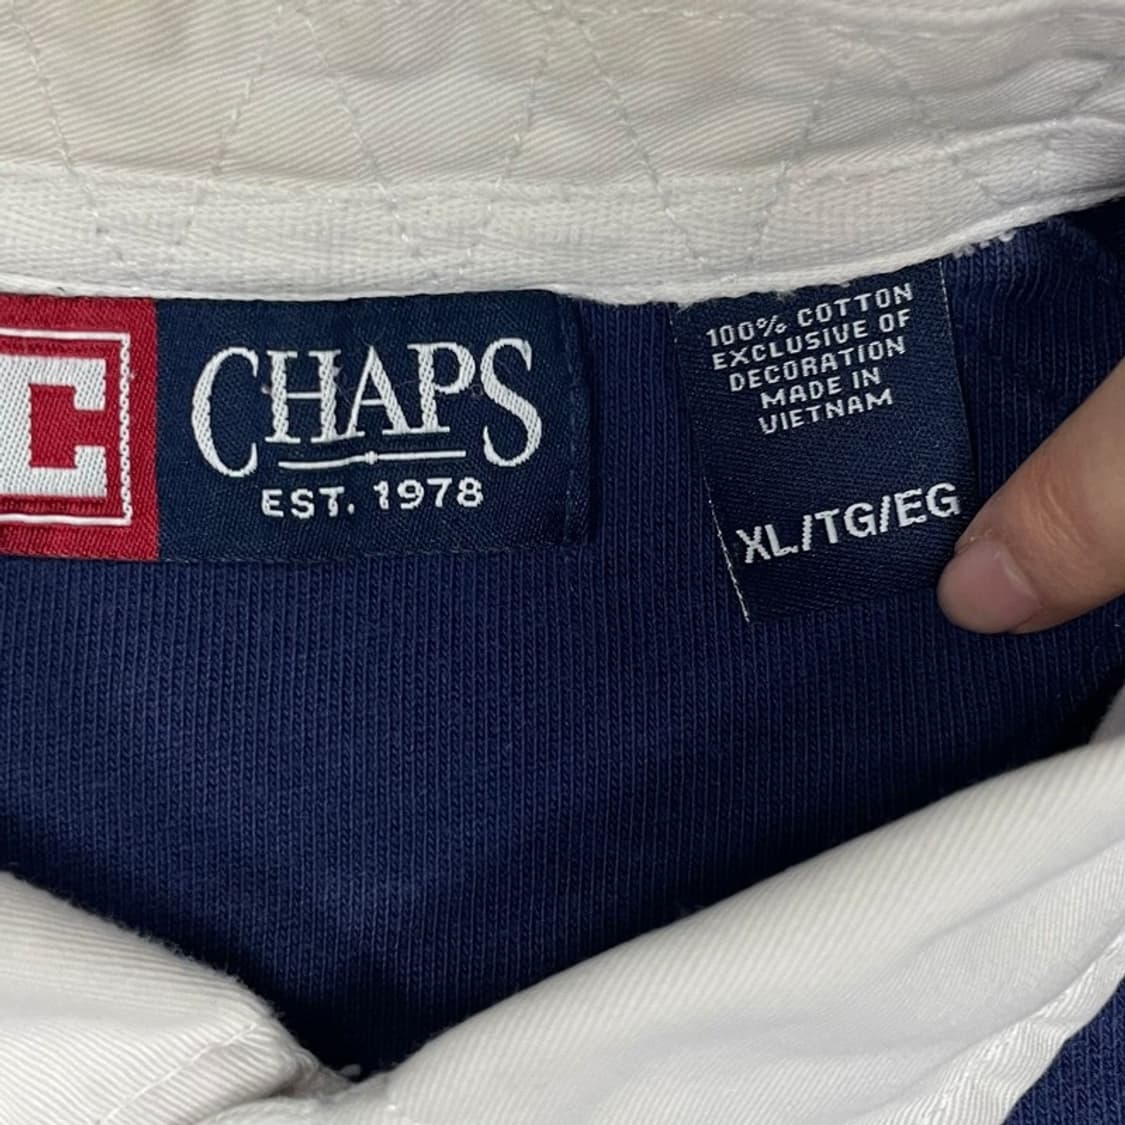 C
CHAPS
EST. 1978
100% COTTON
EXCLUSIVE OF
DECORATION
MADE IN
VIETNAM
XL/TG/EG